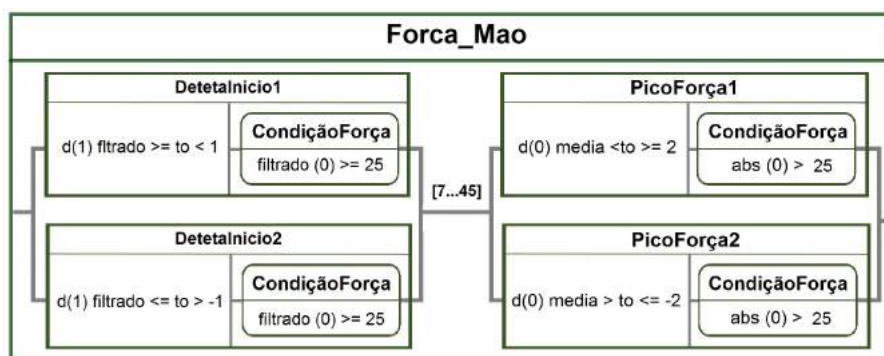 Forca_Mao
DetetaInicio1
d(1) fltrado >= to < 1
CondiçãoForça
filtrado (0) >= 25
[7...45]
PicoForça1
d(0) media <to >= 2
CondiçãoForça
abs (0) > 25
DetetaInicio2
d(1) filtrado <= to > -1
CondiçãoForça
filtrado (0) >= 25
PicoForça2
d(0) media > to <= -2
CondiçãoForça
abs (0) > 25